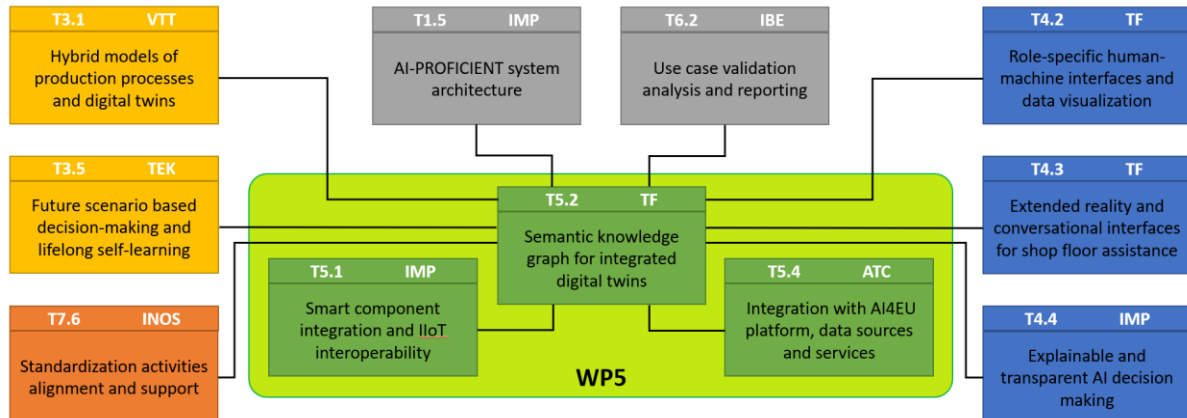 T3.1 VTT
Hybrid models of
production processes
and digital twins
T1.5 IMP
AI-PROFICIENT system
architecture
T6.2 IBE
Use case validation
analysis and reporting
T4.2 TF
Role-specific human-
machine interfaces and
data visualization
T3.5 TEK
Future scenario based
decision-making and
lifelong self-learning
T5.2 TF
Semantic knowledge
graph for integrated
digital twins
T4.3 TF
Extended reality and
conversational interfaces
for shop floor assistance
T5.1 IMP
Smart component
integration and IIoT
interoperability
T5.4 ATC
Integration with AI4EU
platform, data sources
and services
T7.6 INOS
Standardization activities
alignment and support
T4.4 IMP
Explainable and
transparent AI decision
making
WP5